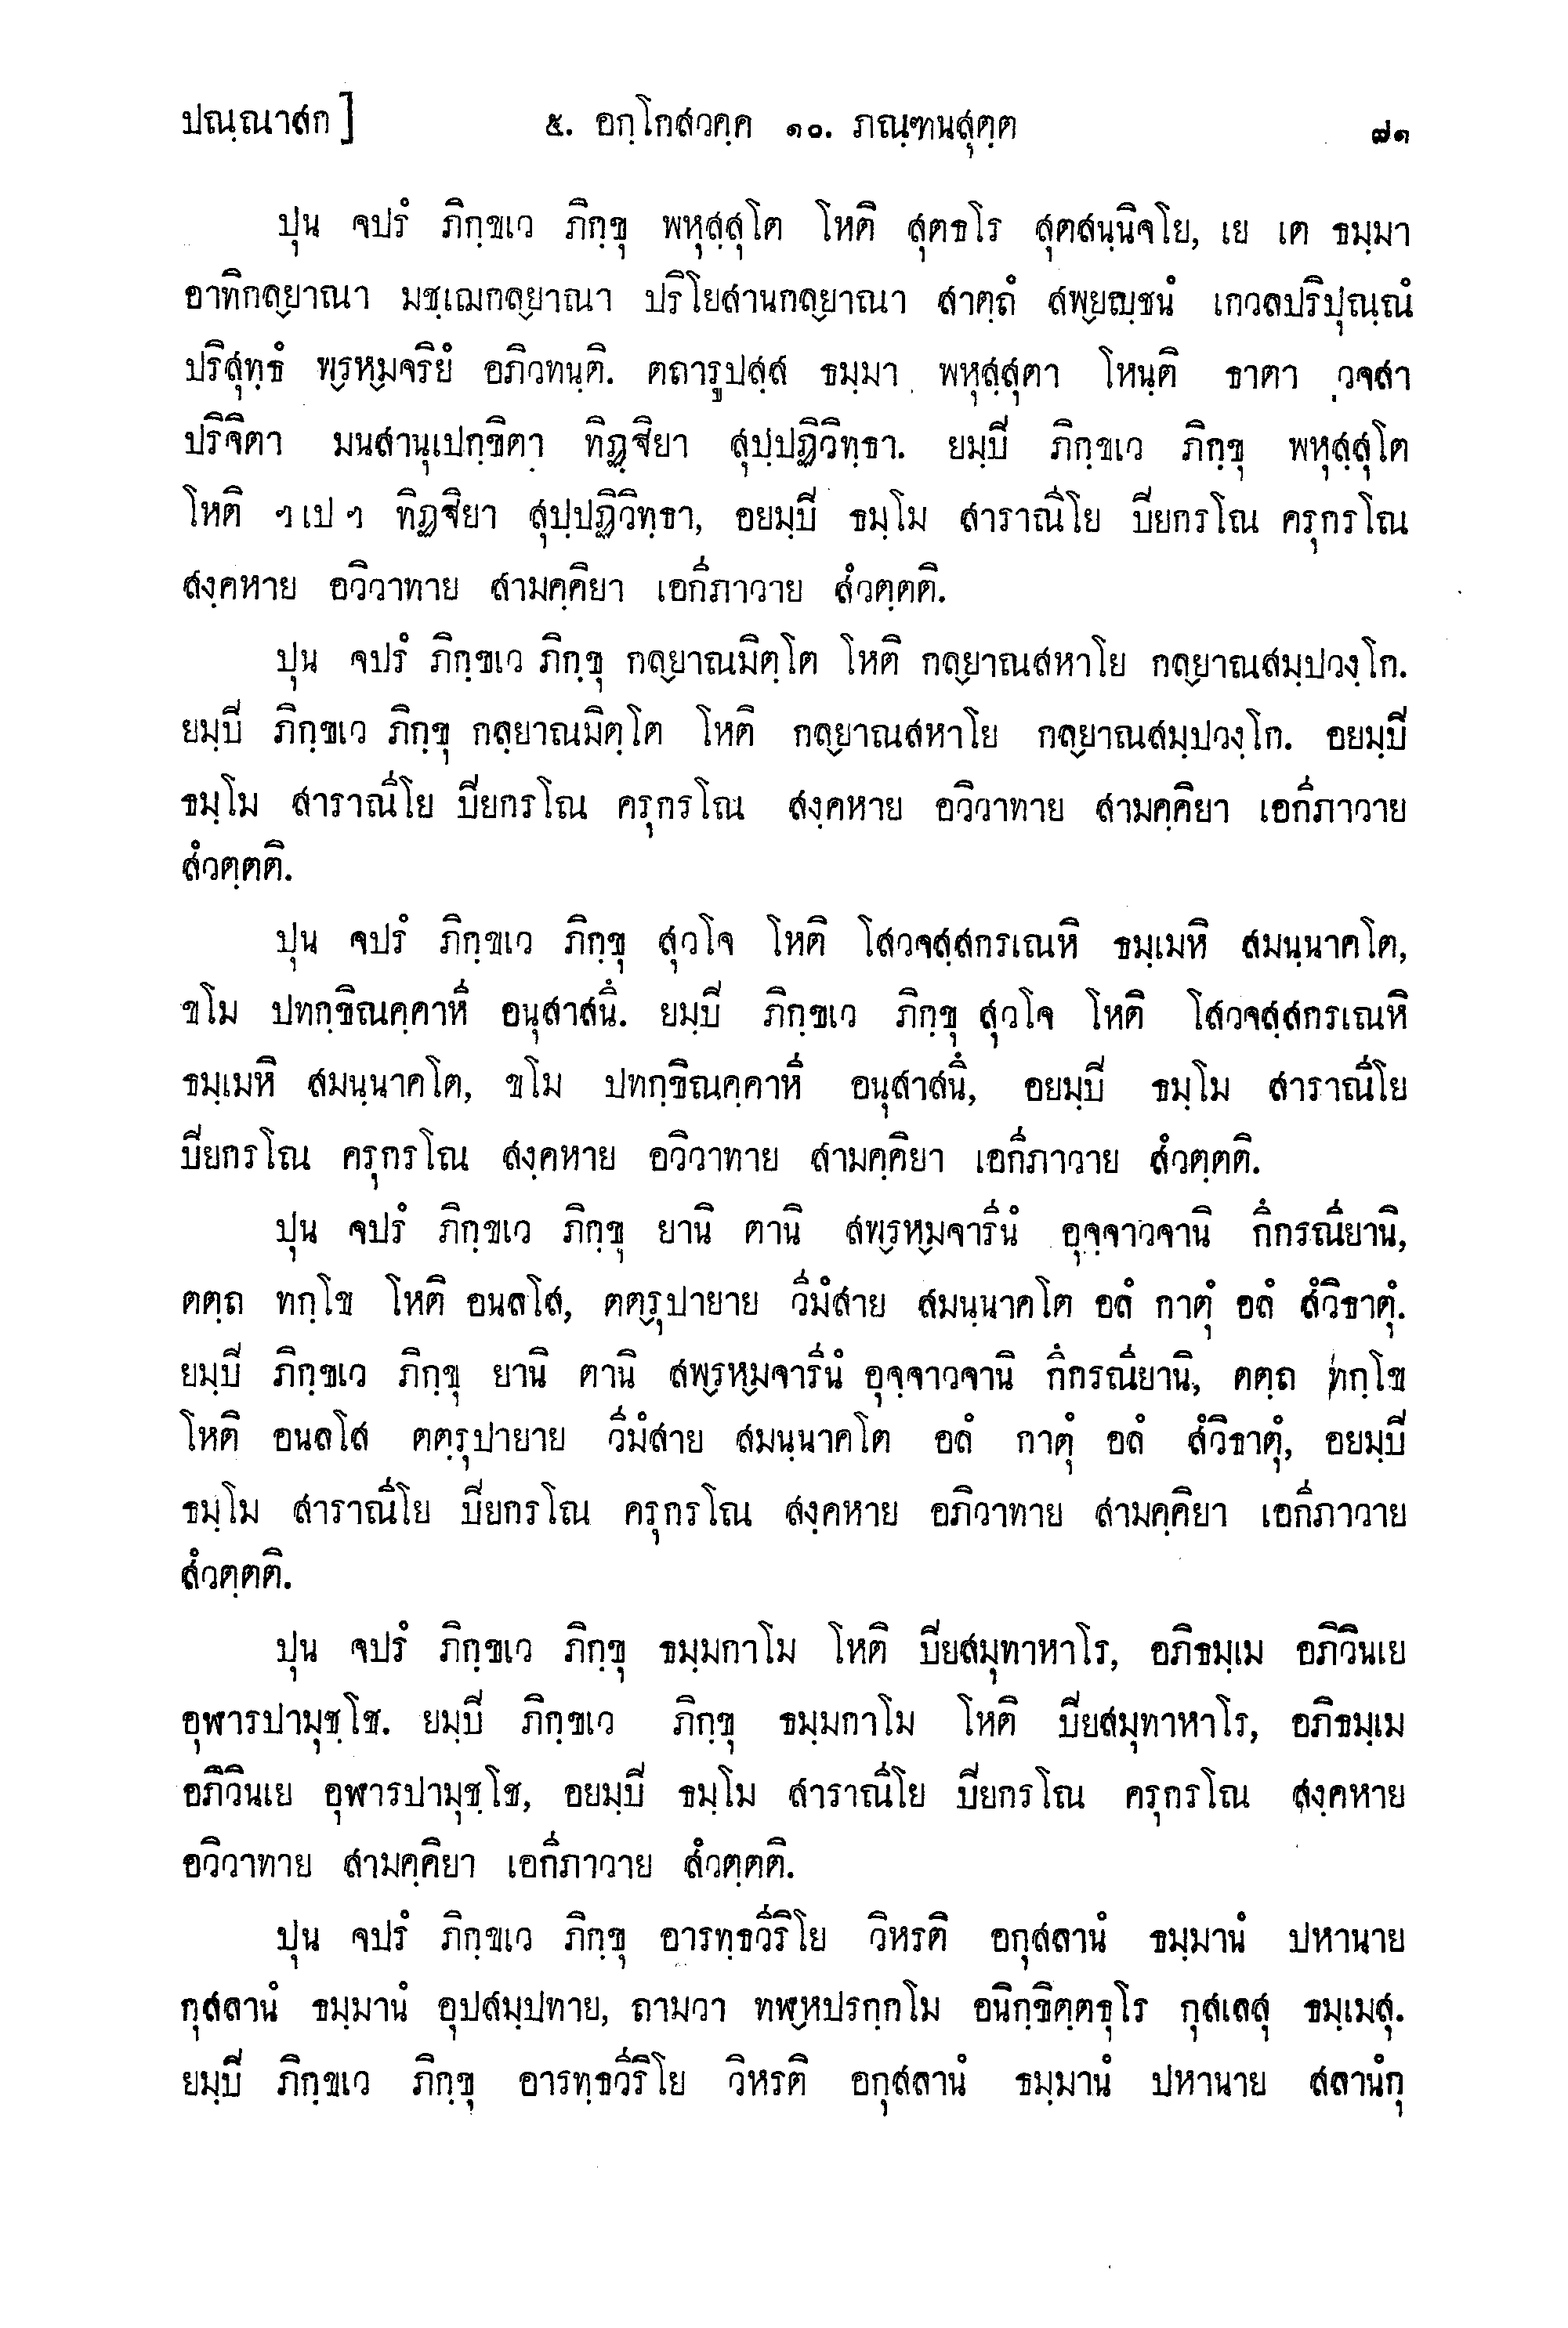 ปณฺณาสก]	๕. อกฺโกสวคฺค ๑๐. ภณฺฑนสุตฺต	๗๑
ปุน จปรํ ภิกฺขเว ภิกฺขุ พหุสฺสุโต โหติ สุตธโร สุตสนฺนิจโย, เย เต ธมฺมา
อาทิกลฺยาณา มชฺเฌกลฺยาณา ปริโยสานกลฺยาณา สาตฺถํ สพฺยญฺชนํ เกวลปริปุณฺณํ
ปริสุทฺธํ พฺรหฺมจริยํ อภิวทนฺติ. ตถารูปสฺส ธมฺมา พหุสฺสุตา โหนฺติ ธาตา วจสา
ปริจิตา มนสานุเปกฺขิตา ทิฏฺฐิยา สุปฺปฏิวิทฺธา. ยมฺปี ภิกฺขเว ภิกฺขุ พหุสฺสุโต
โหติ ฯเปฯ ทิฏฺฐิยา สุปฺปฏิวิทฺธา, อยมฺปี ธมฺโม สาราณีโย ปียกรโณ ครุกรโณ
สงฺคหาย อวิวาทาย สามคฺคิยา เอกีภาวาย สํวตฺตติ.
ปุน จปรํ ภิกฺขเว ภิกฺขุ กลฺยาณมิตฺโต โหติ กลฺยาณสหาโย กลฺยาณสมฺปวงฺโก.
ยมฺปี ภิกฺขเว ภิกฺขุ กลฺยาณมิตฺโต โหติ กลฺยาณสหาโย กลฺยาณสมฺปวงฺโก. อยมฺปี
ธมฺโม สาราณีโย ปียกรโณ ครุกรโณ สงฺคหาย อวิวาทาย สามคฺคิยา เอกีภาวาย
สํวตฺตติ.
ปุน จปรํ ภิกฺขเว ภิกฺขุ สุวโจ โหติ โสวจสฺสกรเณหิ ธมฺเมหิ สมนฺนาคโต,
ขโม ปทกฺขิณคฺคาหี อนุสาสนึ. ยมฺปี ภิกฺขเว ภิกฺขุ สุวโจ โหติ โสวจสฺสกรเณหิ
ธมฺเมหิ สมนฺนาคโต, ขโม ปทกฺขิณคฺคาหี อนุสาสนึ, อยมฺปี ธมฺโม สาราณีโย
ปียกรโณ ครุกรโณ สงฺคหาย อวิวาทาย สามคฺคิยา เอกีภาวาย สํวตฺตติ.
ปุน จปรํ ภิกฺขเว ภิกฺขุ ยานิ ตานิ สพฺรหฺมจารีนํ อุจฺจาวจานิ กึกรณียานิ,
ตตฺถ ทกฺโข โหติ อนลโส, ตตฺรุปายาย วีมํสาย สมนฺนาคโต อลํ กาตุํ อลํ สํวิธาตุํ.
ยมฺปี ภิกฺขเว ภิกฺขุ ยานิ ตานิ สพฺรหฺมจารีนํ อุจฺจาวจานิ กึกรณียานิ, ตตฺถ ทกฺโข
โหติ อนลโส ตตฺรุปายาย วีมํสาย สมนฺนาคโต อลํ กาตุํ อลํ สํวิธาตุํ, อยมฺปี
ธมฺโม สาราณีโย ปียกรโณ ครุกรโณ สงฺคหาย อภิวาทาย สามคฺคิยา เอกีภาวาย
สํวตฺตติ.
ปุน จปรํ ภิกฺขเว ภิกฺขุ ธมฺมกาโม โหติ ปียสมุทาหาโร, อภิธมฺเม อภิวินเย
อุฬารปามุชฺโช. ยมฺปี ภิกฺขเว ภิกฺขุ ธมฺมกาโม โหติ ปียสมุทาหาโร, อภิธมฺเม
อภิวินเย อุฬารปามุชฺโช, อยมฺปี ธมฺโม สาราณีโย ปียกรโณ ครุกรโณ สงฺคหาย
อวิวาทาย สามคฺคิยา เอกีภาวาย สํวตฺตติ.
ปุน จปรํ ภิกฺขเว ภิกฺขุ อารทฺธวีริโย วิหรติ อกุสลานํ ธมฺมานํ ปหานาย
กุสลานํ ธมฺมานํ อุปสมฺปทาย, ถามวา ทฬฺหปรกฺกโม อนิกฺขิตฺตธุโร กุสเลสุ ธมฺเมสุ.
ยมฺปี ภิกฺขเว ภิกฺขุ อารทฺธวีริโย วิหรติ อกุสลานํ ธมฺมานํ ปหานาย สลานํกุ